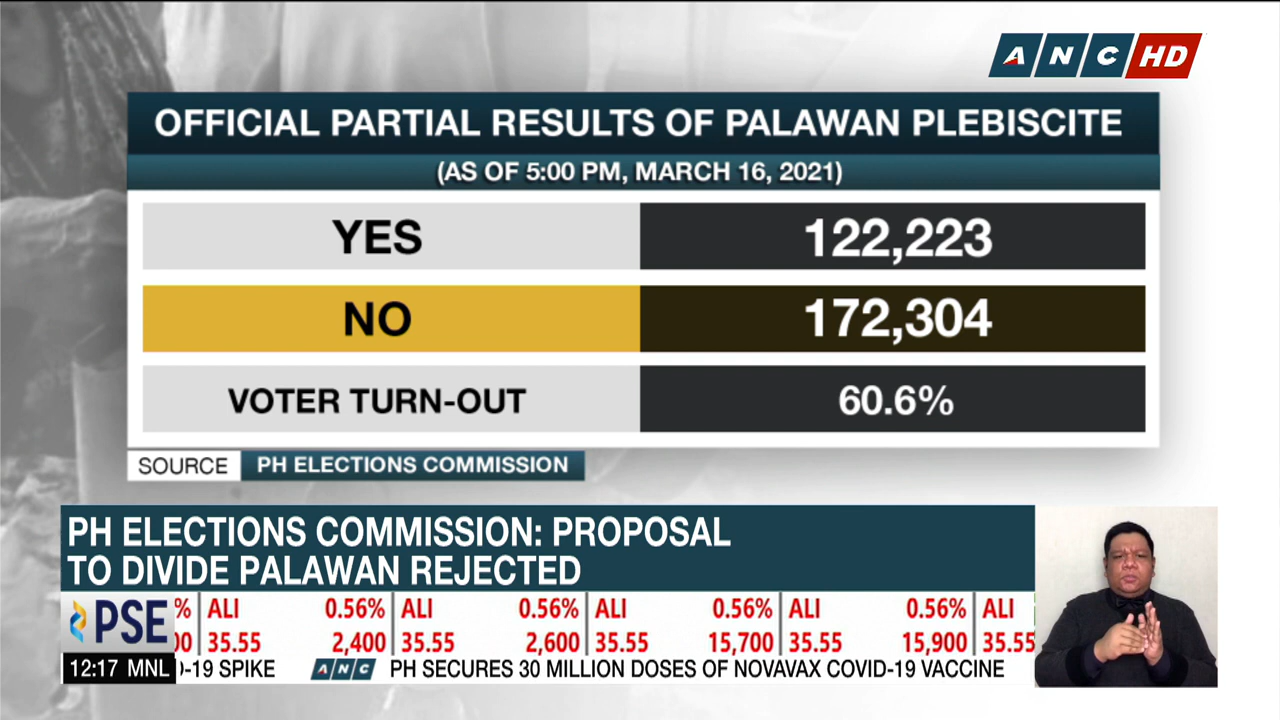 ANC HD
OFFICIAL PARTIAL RESULTS OF PALAWAN PLEBISCITE
(AS OF 5:00 PM, MARCH 16, 2021)
YES 122,223
NO 172,304
VOTER TURN-OUT 60.6%
SOURCE PH ELECTIONS COMMISSION
PH ELECTIONS COMMISSION: PROPOSAL
TO DIVIDE PALAWAN REJECTED
PSE
% ALI 0.56% ALI 0.56% ALI 0.56% ALI 0.56% ALI
00 35.55 2,400 35.55 2,600 35.55 15,700 35.55 15,900 35.55
12:17 MNL -19 SPIKE ANC PH SECURES 30 MILLION DOSES OF NOVAVAX COVID-19 VACCINE